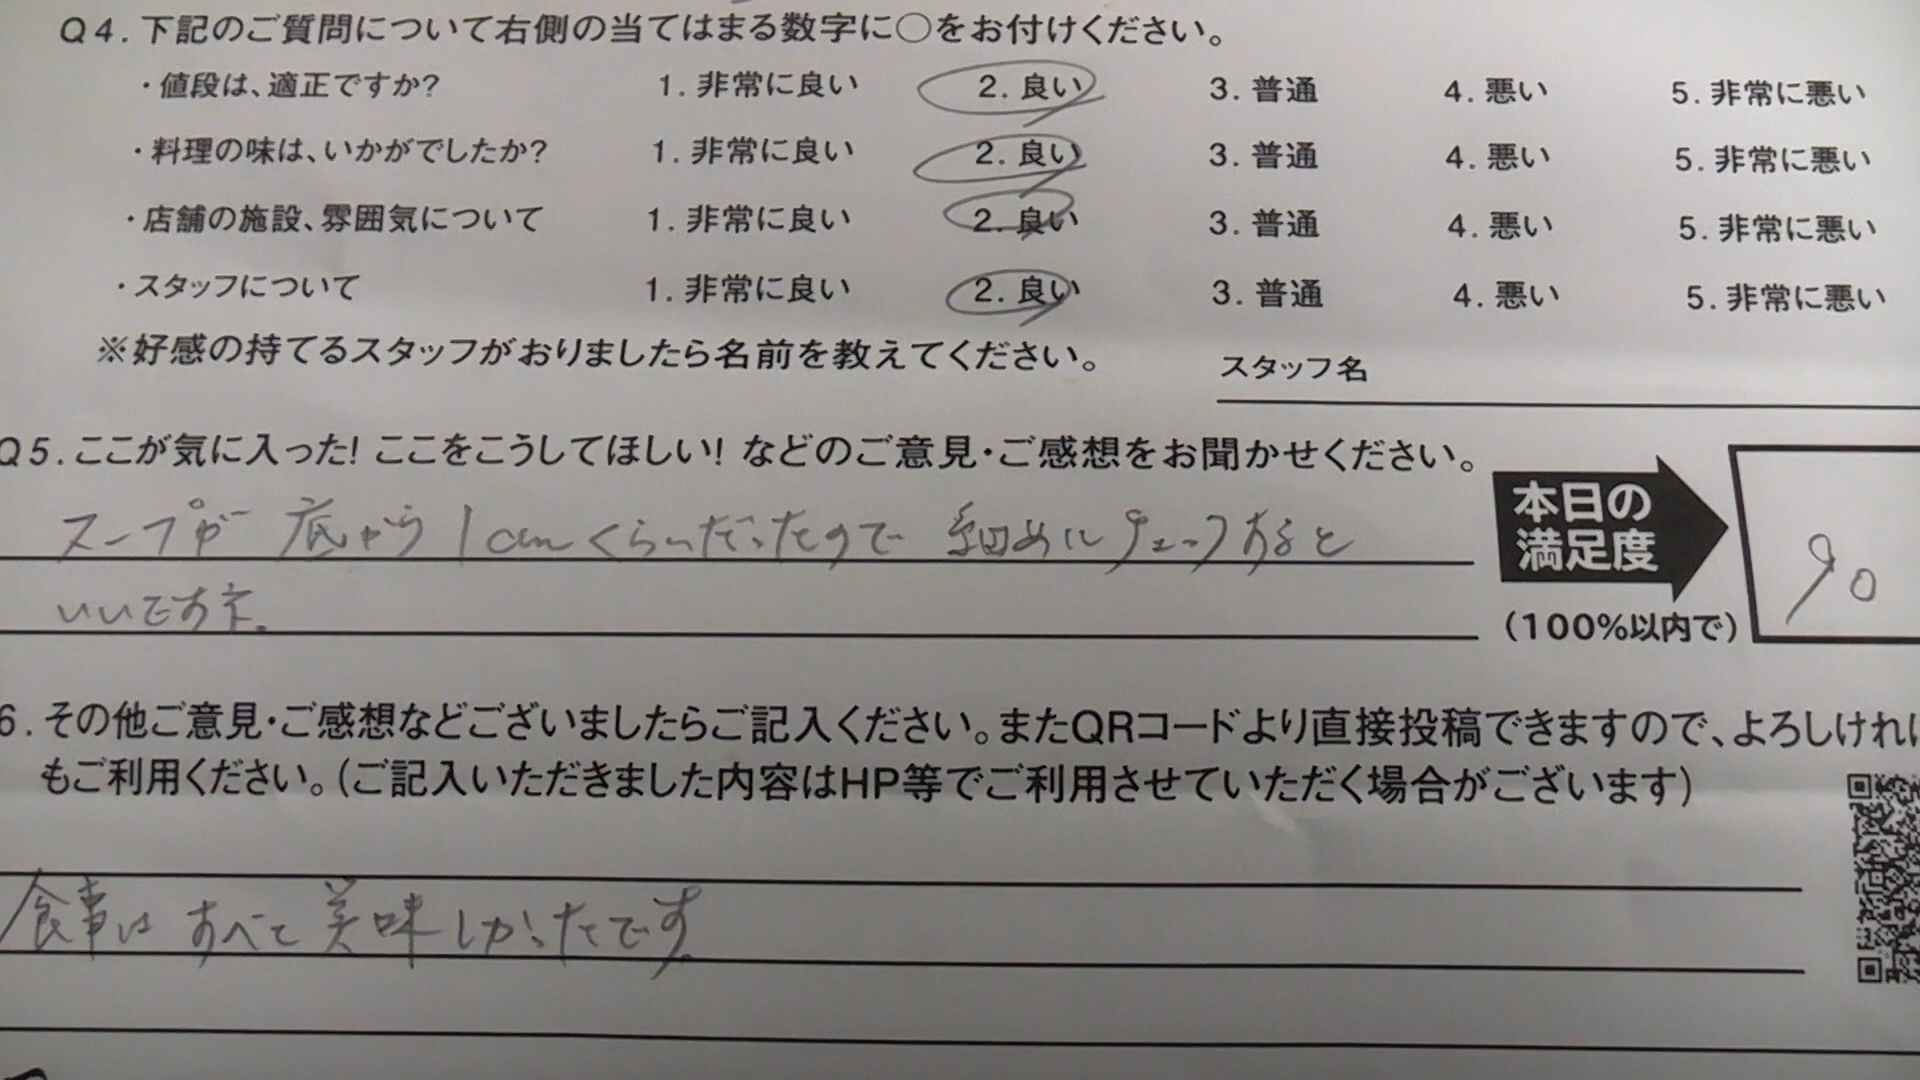 Q4.下記のご質問について右側の当てはまる数字に○をお付けください。
・値段は、適正ですか? 1.非常に良い 2.良い 3.普通 4.悪い 5.非常に悪い
・料理の味は、いかがでしたか? 1.非常に良い 2.良い 3.普通 4.悪い 5.非常に悪い
・店舗の施設、雰囲気について 1.非常に良い 2.良い 3.普通 4.悪い 5.非常に悪い
・スタッフについて 1.非常に良い 2.良い 3.普通 4.悪い 5.非常に悪い
※好感の持てるスタッフがおりましたら名前を教えてください。 スタッフ名
Q5.ここが気に入った!ここをこうしてほしい!などのご意見・ご感想をお聞かせください。
スープが底から1cmくらいだったので細めにチェックすると
いいですネ。
本日の
満足度
(100%以内で)
90
6.その他ご意見・ご感想などございましたらご記入ください。またQRコードより直接投稿できますので、よろしければ
もご利用ください。(ご記入いただきました内容はHP等でご利用させていただく場合がございます)
食事はすべて美味しかったです。